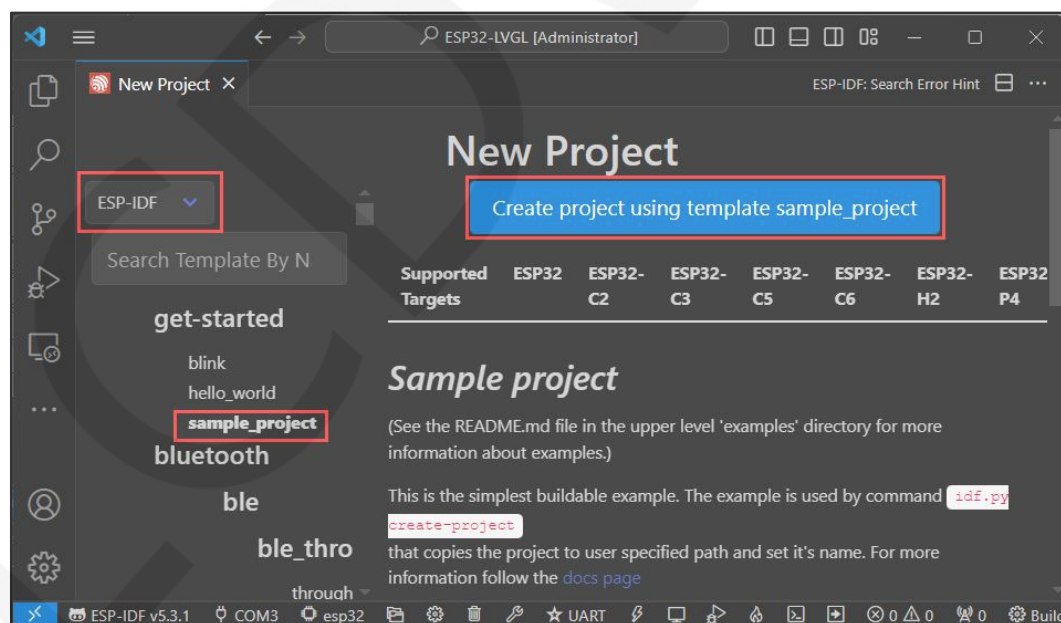 ESP32-LVGL [Administrator]
New Project
ESP-IDF: Search Error Hint
New Project
ESP-IDF
Create project using template sample_project
Search Template By N
Supported Targets ESP32 ESP32-C2 ESP32-C3 ESP32-C5 ESP32-C6 ESP32-H2 ESP32 P4
get-started
blink
hello_world
sample_project
bluetooth
ble
ble_thro
through
Sample project
(See the README.md file in the upper level 'examples' directory for more
information about examples.)
This is the simplest buildable example. The example is used by command idf.py
create-project
that copies the project to user specified path and set it's name. For more
information follow the docs page
ESP-IDF v5.3.1 COM3 esp32 UART 0 0 0 Build